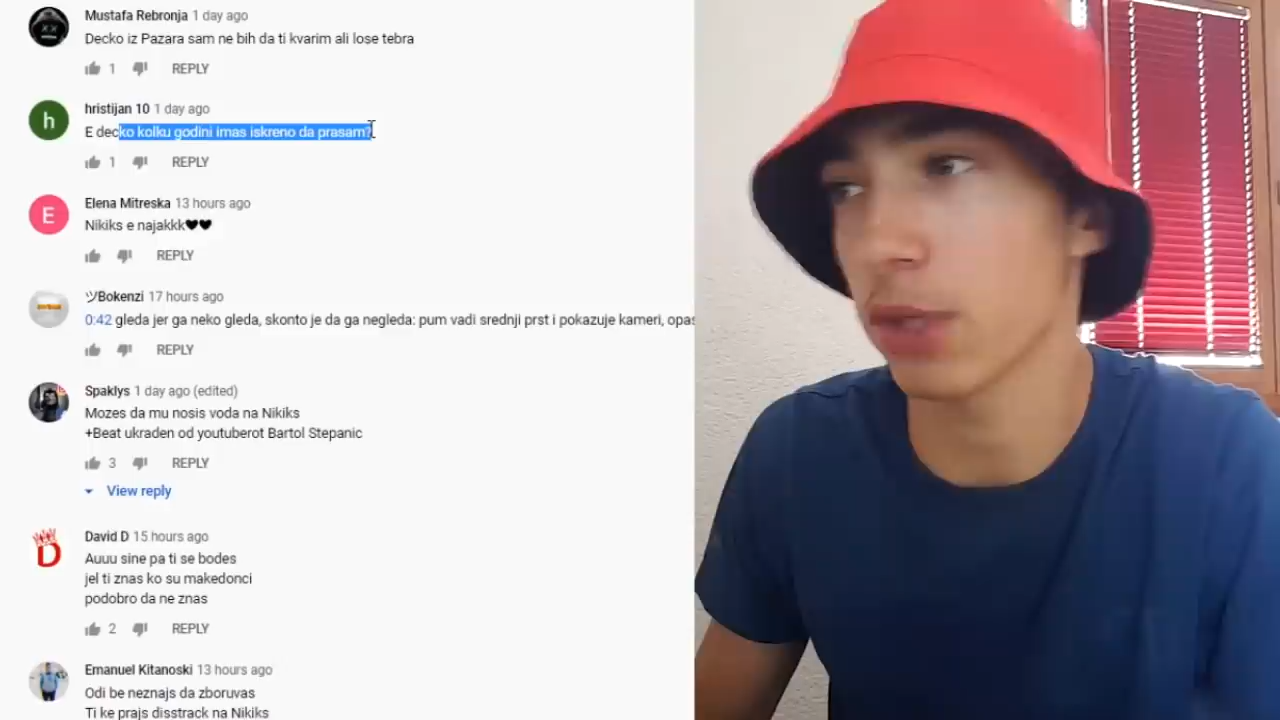 Mustafa Rebronja 1 day ago
Decko iz Pazara sam ne bih da ti kvarim ali lose tebra
1 REPLY
h
hristijan 10 1 day ago
E decko kolku godini imas iskreno da prasam?
1 REPLY
E
Elena Mitreska 13 hours ago
Nikiks e najakkk♥♥
REPLY
ツBokenzi 17 hours ago
0:42 gleda jer ga neko gleda, skonto je da ga negleda: pum vadi srednji prst i pokazuje kameri, opas
REPLY
Spaklys 1 day ago (edited)
Mozes da mu nosis voda na Nikiks
+Beat ukraden od youtuberot Bartol Stepanic
3 REPLY
View reply
D
David D 15 hours ago
Auuu sine pa ti se bodes
jel ti znas ko su makedonci
podobro da ne znas
2 REPLY
Emanuel Kitanoski 13 hours ago
Odi be neznajs da zboruvas
Ti ke prajs disstrack na Nikiks